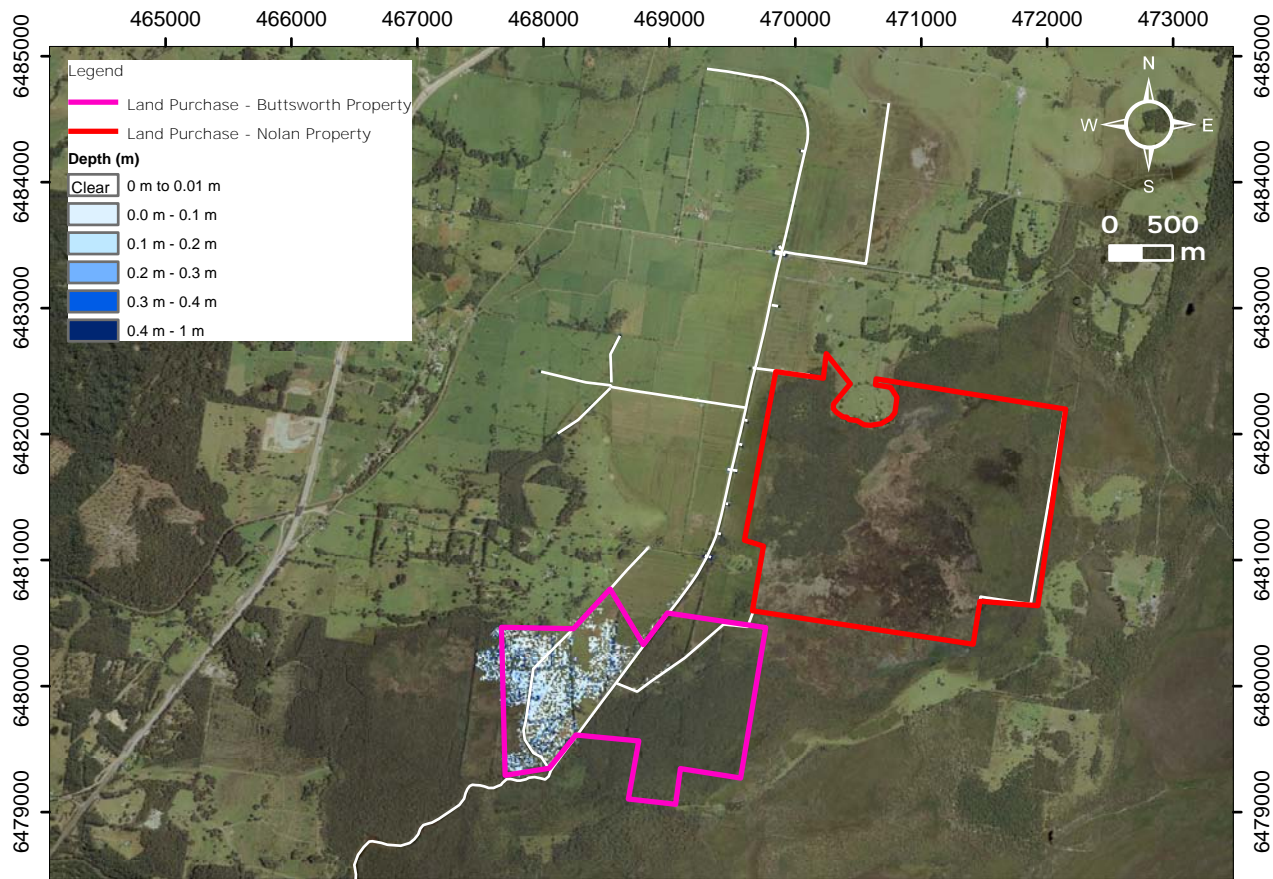 465000 466000 467000 468000 469000 470000 471000 472000 473000
6485000 6485000
Legend
Land Purchase - Buttsworth Property
Land Purchase - Nolan Property
Depth (m)
Clear 0 m to 0.01 m
0.0 m - 0.1 m
0.1 m - 0.2 m
0.2 m - 0.3 m
0.3 m - 0.4 m
0.4 m - 1 m
N
W E
S
0 500
m
6484000 6484000
6483000 6483000
6482000 6482000
6481000 6481000
6480000 6480000
6479000 6479000